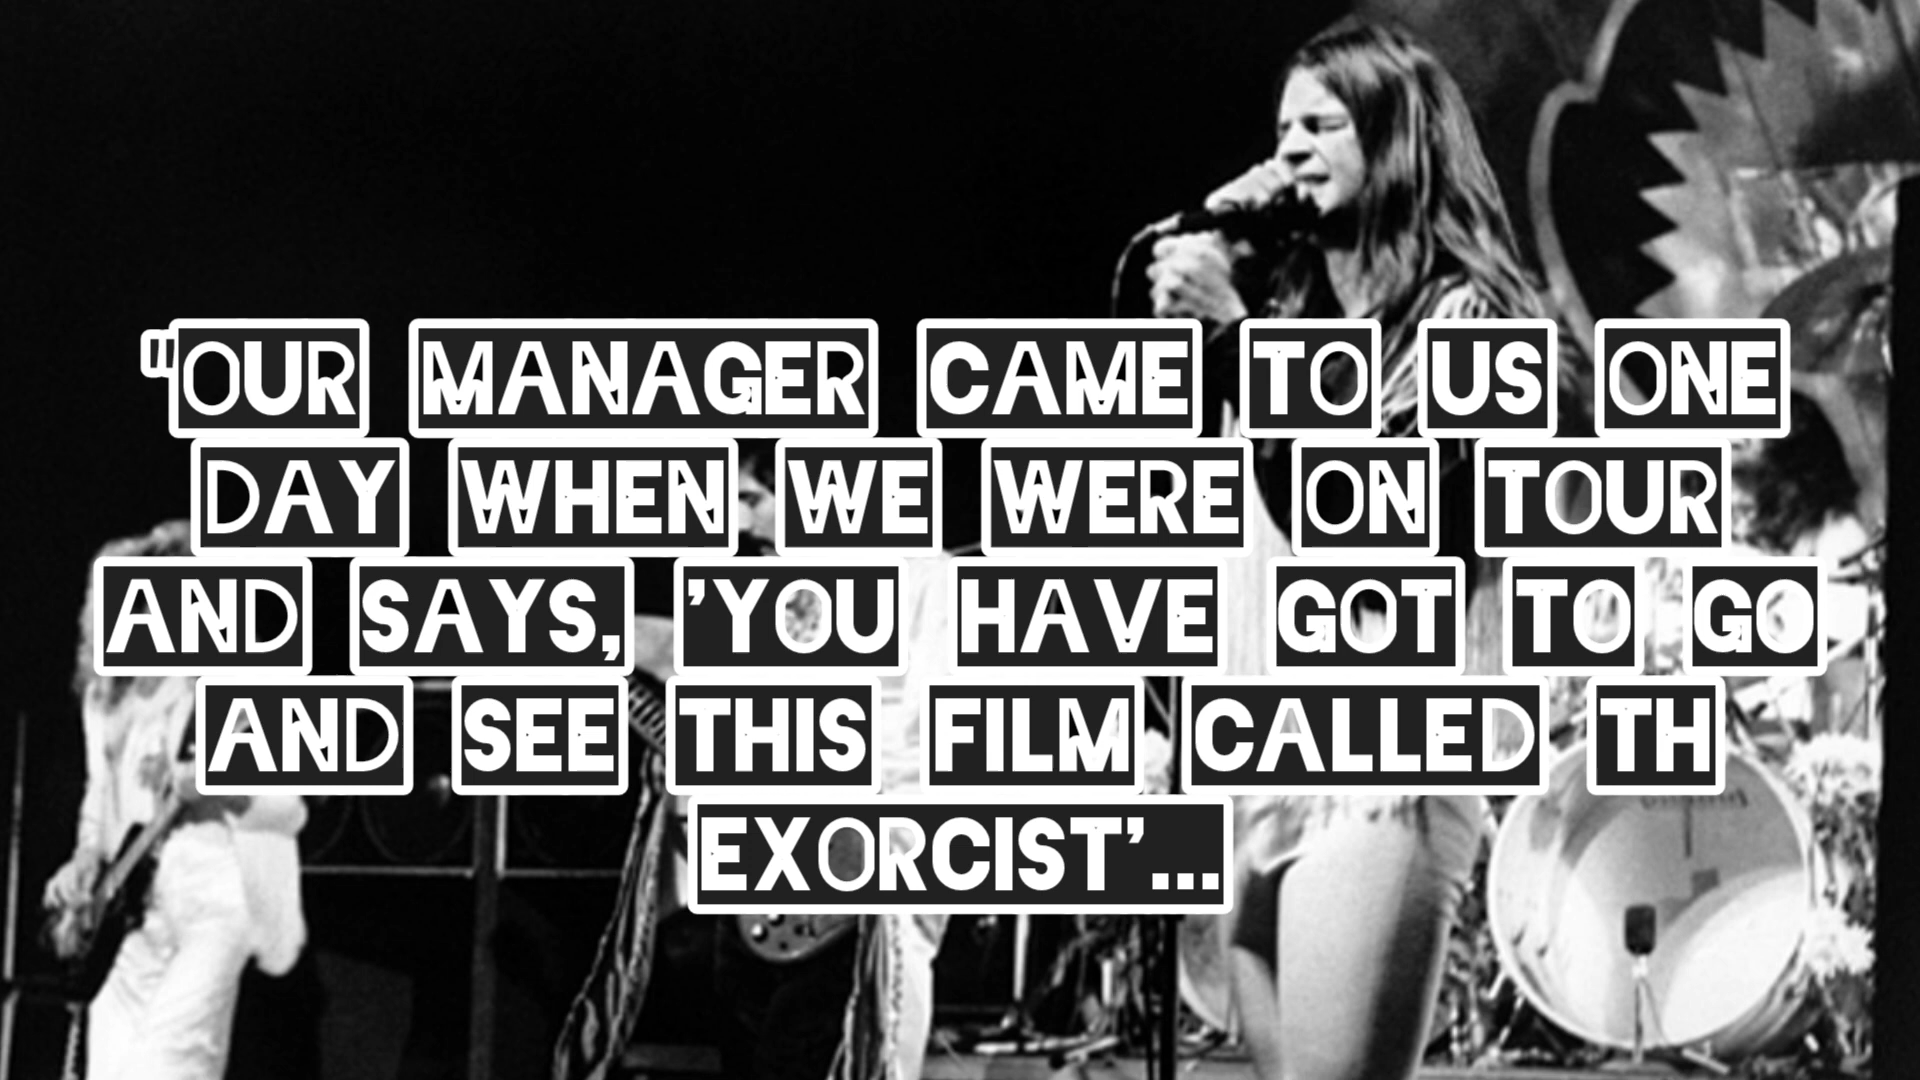 "OUR MANAGER CAME TO US ONE
DAY WHEN WE WERE ON TOUR
AND SAYS, 'YOU HAVE GOT TO GO
AND SEE THIS FILM CALLED TH
EXORCIST'...